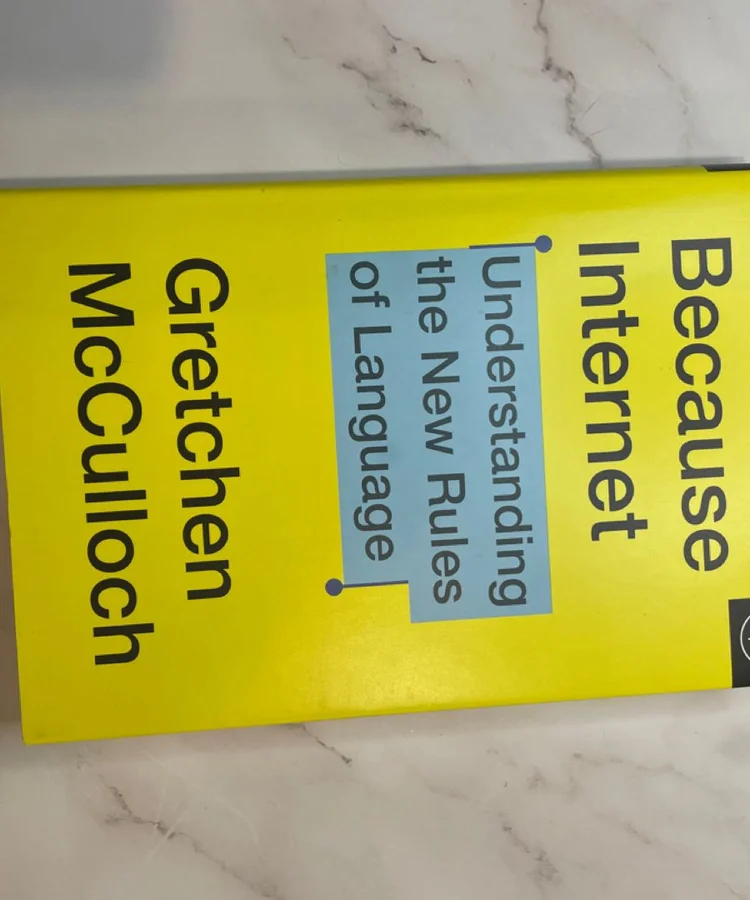 Because
Internet
Understanding
the New Rules
of Language
Gretchen
McCulloch